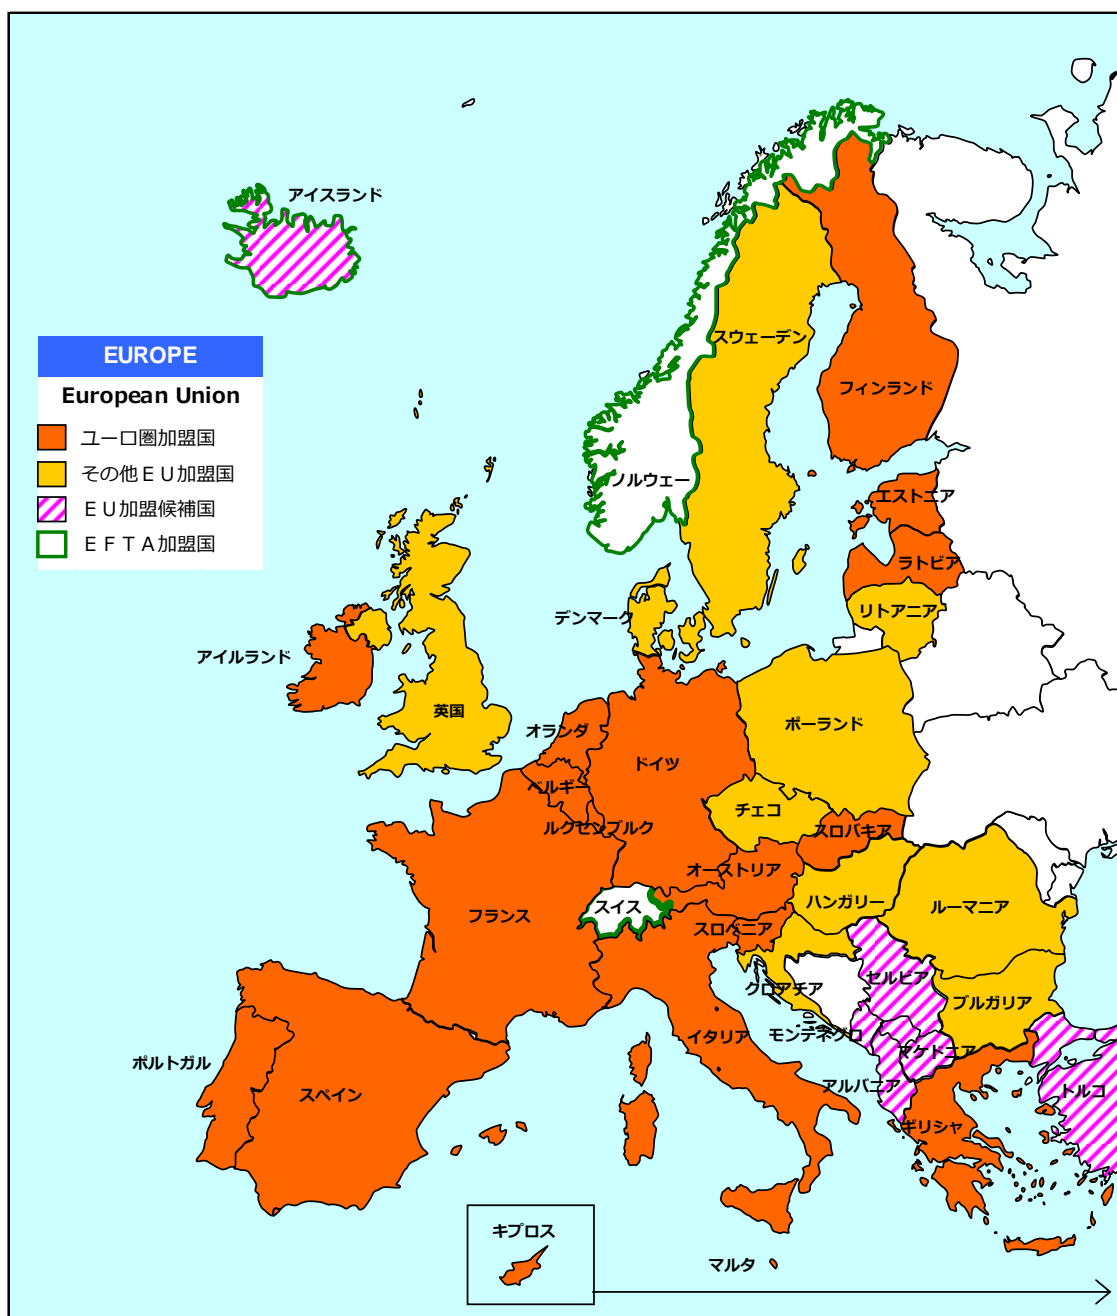 アイスランド
EUROPE
European Union
ユーロ圏加盟国
その他ＥＵ加盟国
ＥＵ加盟候補国
ＥＦＴＡ加盟国
スウェーデン
フィンランド
ノルウェー
エストニア
ラトビア
リトアニア
デンマーク
アイルランド
英国
オランダ
ポーランド
ドイツ
ベルギー
チェコ
ルクセンブルク
スロバキア
オーストリア
ハンガリー
スイス
ルーマニア
フランス
スロベニア
セルビア
クロアチア
ブルガリア
モンテネグロ
イタリア
マケドニア
ポルトガル
スペイン
アルバニア
トルコ
ギリシャ
キプロス
マルタ